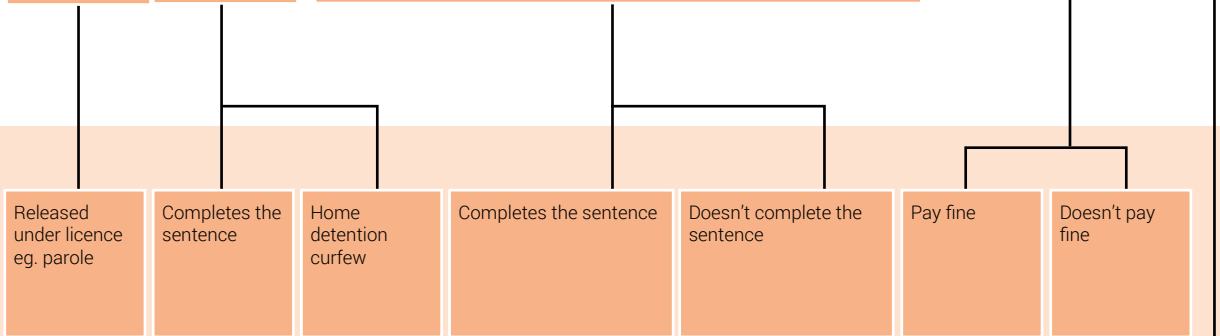 Released
under licence
eg. parole
Completes the
sentence
Home
detention
curfew
Completes the sentence
Doesn’t complete the
sentence
Pay fine
Doesn’t pay
fine